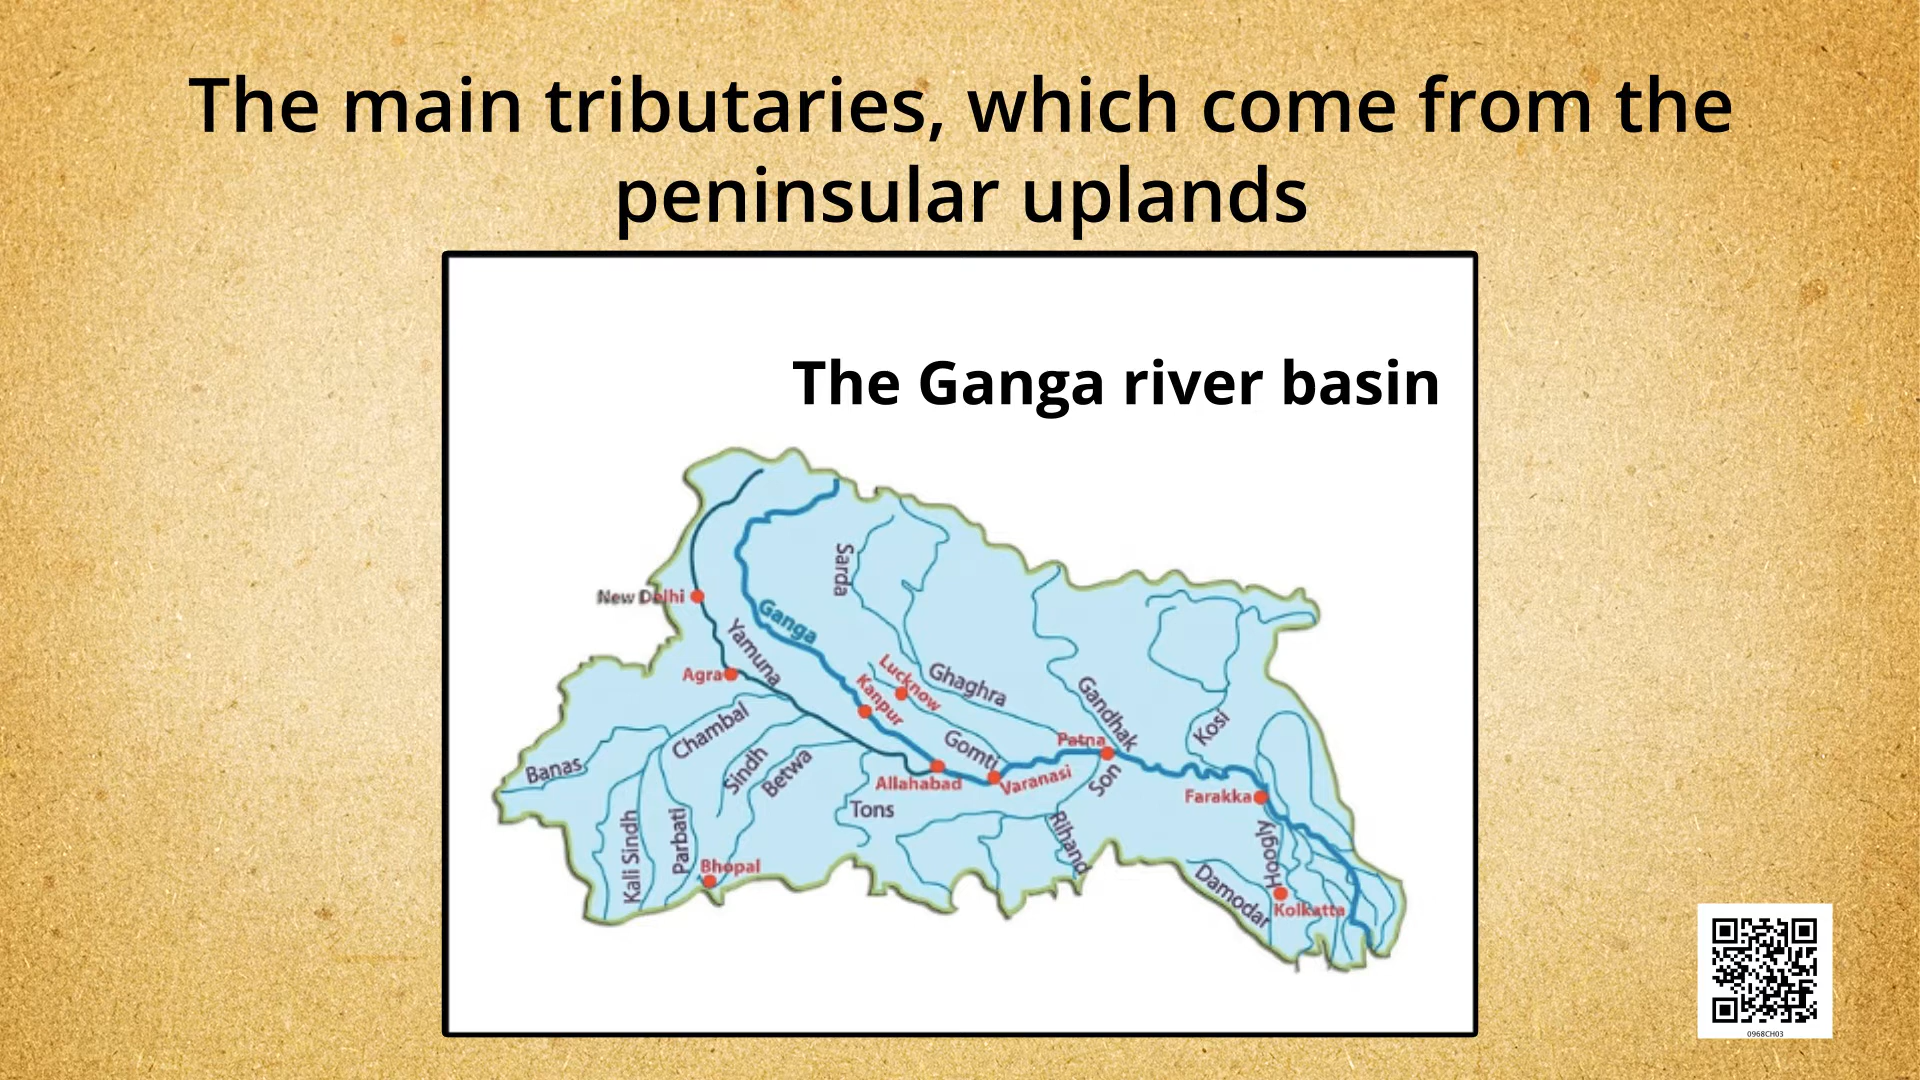 The main tributaries, which come from the
peninsular uplands
The Ganga river basin
Sarda
New Delhi
Ganga
Yamuna
Agra
Lucknow
Kanpur
Ghaghra
Gandhak
Kosi
Chambal
Gomti
Patna
Banas
Sindh
Betwa
Allahabad
Varanasi
Son
Farakka
Tons
Kali Sindh
Parbati
Rihand
Hoogly
Bhopal
Damodar
Kolkatta
0968CH03